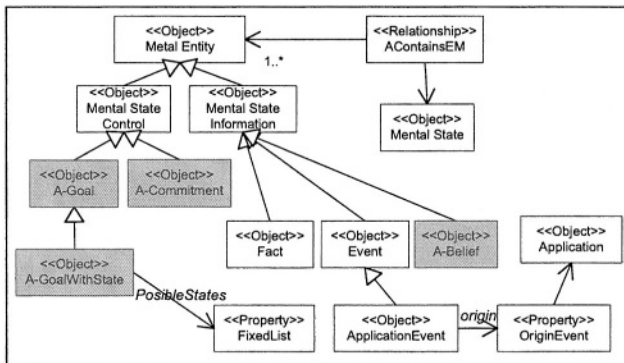 <<Object>>
Metal Entity
<<Relationship>>
AContainsEM
1..*
<<Object>>
Mental State
Control
<<Object>>
Mental State
Information
<<Object>>
Mental State
<<Object>>
A-Goal
<<Object>>
A-Commitment
<<Object>>
Fact
<<Object>>
Event
<<Object>>
A-Belief
<<Object>>
Application
<<Object>>
A-GoalWithState
PosibleStates
<<Property>>
FixedList
<<Object>>
ApplicationEvent
origin
<<Property>>
OriginEvent